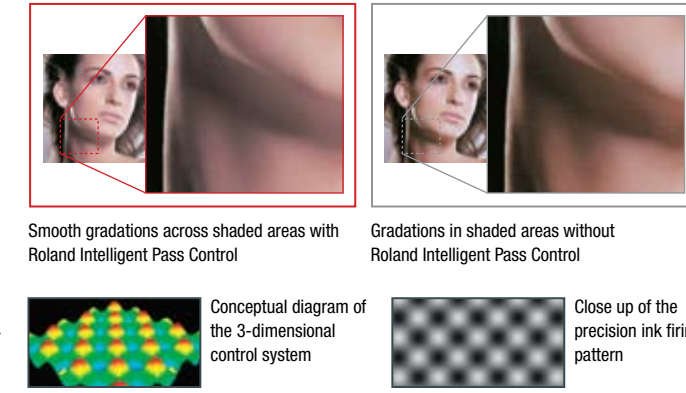 Smooth gradations across shaded areas with
Roland Intelligent Pass Control
Gradations in shaded areas without
Roland Intelligent Pass Control
Conceptual diagram of
the 3-dimensional
control system
Close up of the
precision ink
pattern